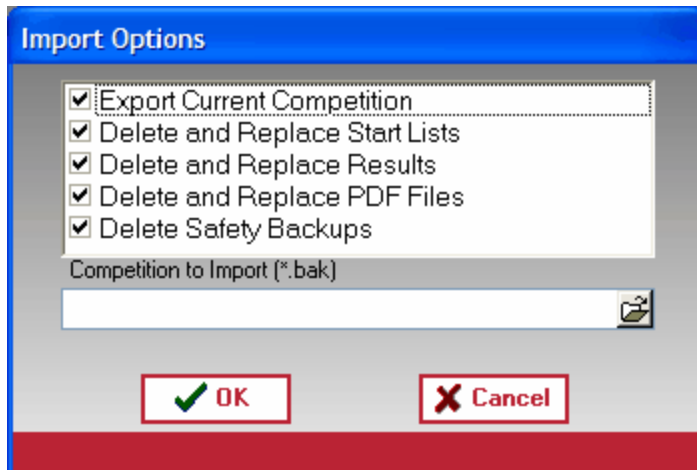 Import Options
Export Current Competition
Delete and Replace Start Lists
Delete and Replace Results
Delete and Replace PDF Files
Delete Safety Backups
Competition to Import (*.bak)
OK
Cancel